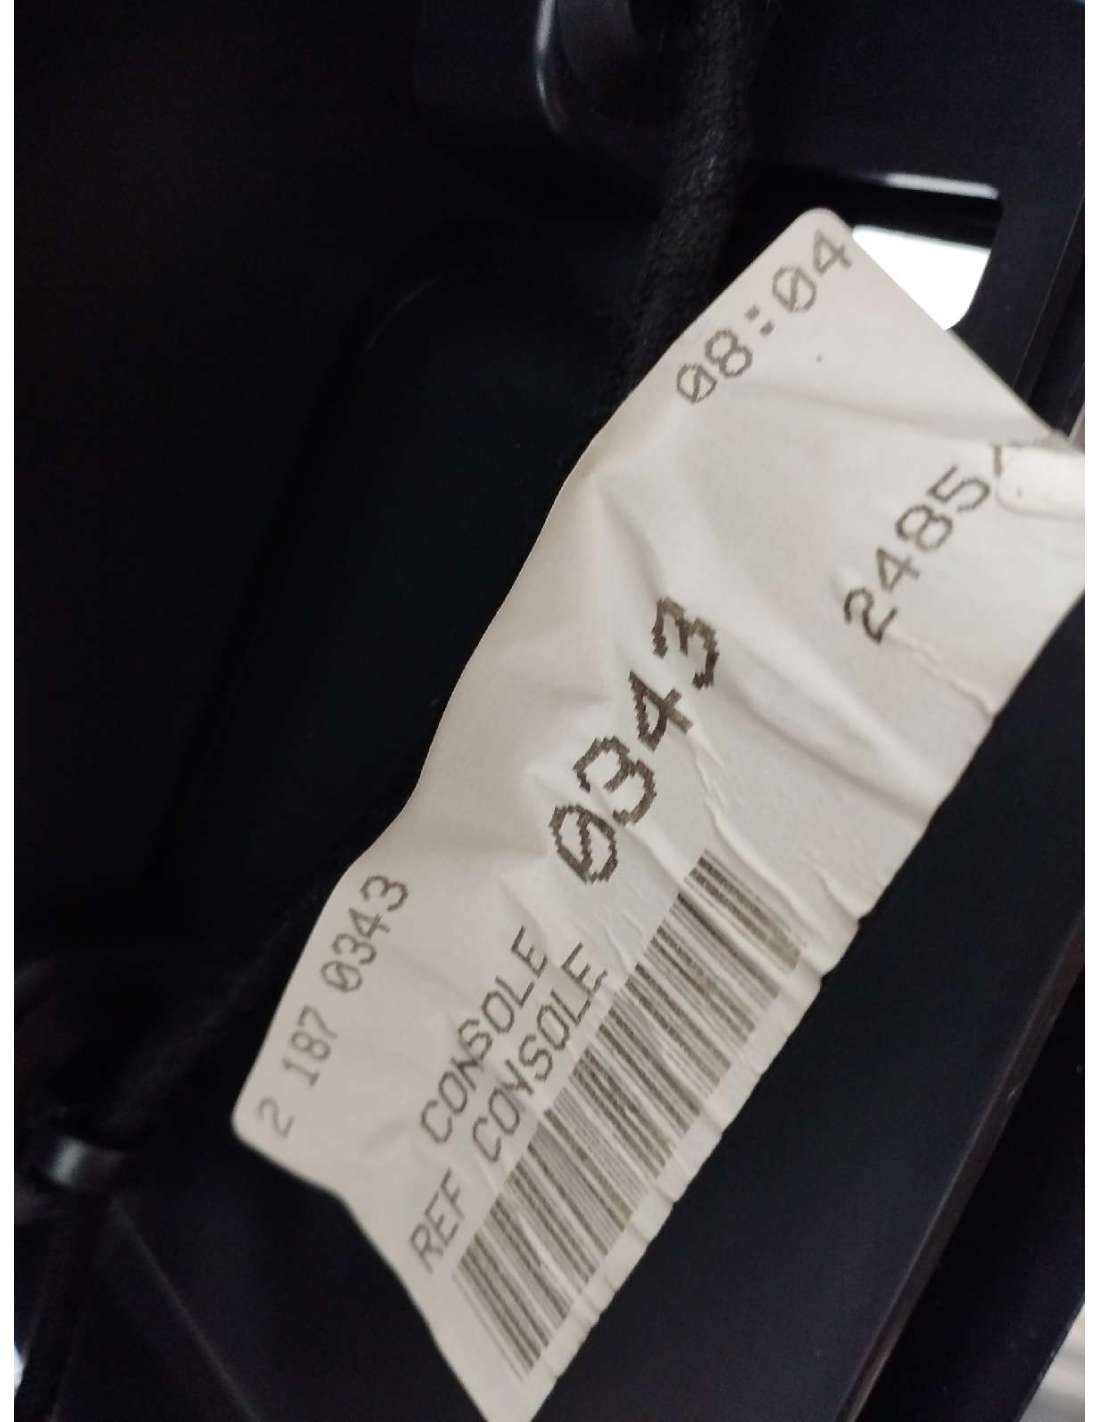 2 187 0343 08:04
CONSOLE 0343
REF CONSOLE 2485